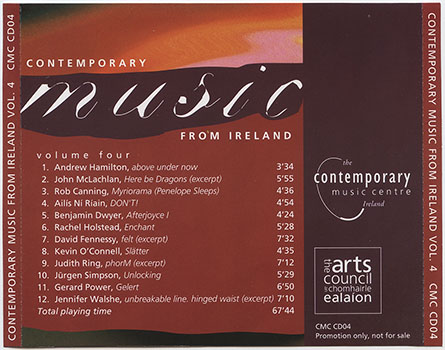 CONTEMPORARY MUSIC FROM IRELAND VOL. 4 CMC CD04
CONTEMPORARY
music
FROM IRELAND
volume four
1. Andrew Hamilton, above under now 3'34
2. John McLachlan, Here be Dragons (excerpt) 5'55
3. Rob Canning, Myriorama (Penelope Sleeps) 4'36
4. Ailís Ní Ríain, DON'T! 4'54
5. Benjamin Dwyer, Afterjoyce I 4'24
6. Rachel Holstead, Enchant 5'28
7. David Fennessy, felt (excerpt) 7'32
8. Kevin O'Connell, Slåtter 4'35
9. Judith Ring, phorM (excerpt) 7'12
10. Jürgen Simpson, Unlocking 5'29
11. Gerard Power, Gelert 6'50
12. Jennifer Walshe, unbreakable line. hinged waist (excerpt) 7'10
Total playing time 67'44
the
contemporary
music centre
Ireland
the arts
council
an chomhairle
ealaíon
CMC CD04
Promotion only, not for sale
CONTEMPORARY MUSIC FROM IRELAND VOL. 4 CMC CD04